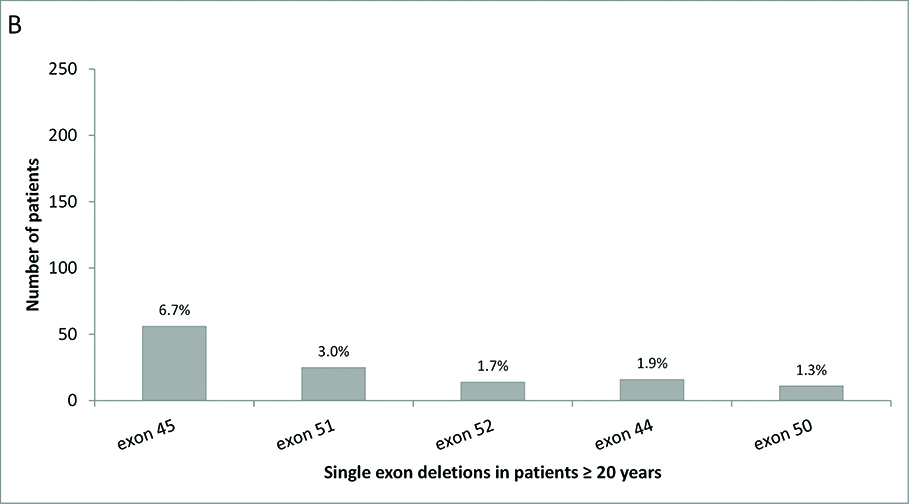 B
250
200
150
100
50
0
Number of patients
6.7%
3.0%
1.7%
1.9%
1.3%
exon 45
exon 51
exon 52
exon 44
exon 50
Single exon deletions in patients ≥ 20 years